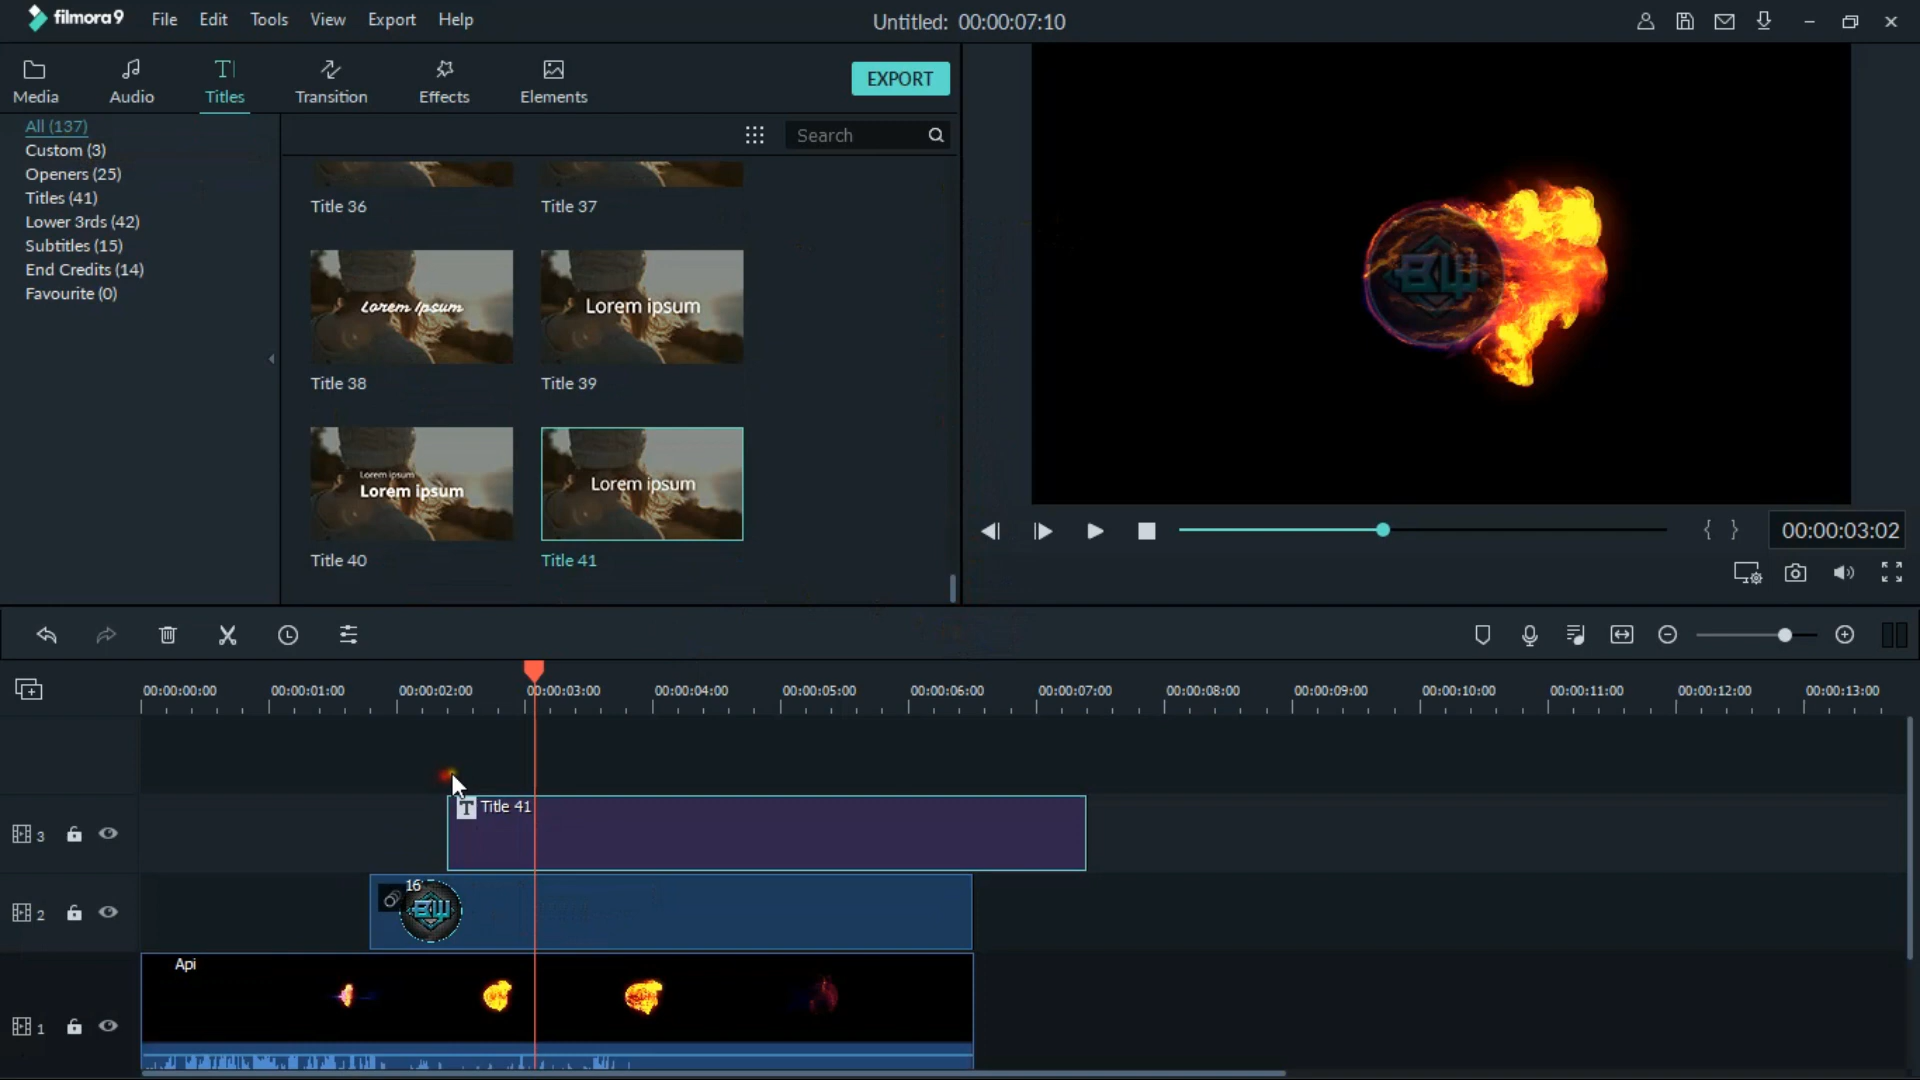 filmora9 File Edit Tools View Export Help Untitled: 00:00:07:10
Media Audio Titles Transition Effects Elements EXPORT
All (137)
Custom (3)
Openers (25)
Titles (41)
Lower 3rds (42)
Subtitles (15)
End Credits (14)
Favourite (0)
Search
Title 36 Title 37
Lorem Ipsum
Title 38
Lorem ipsum
Title 39
Lorem ipsum
Lorem ipsum
Title 40
Lorem ipsum
Title 41
BW
{ } 00:00:03:02
00:00:00:00 00:00:01:00 00:00:02:00 00:00:03:00 00:00:04:00 00:00:05:00 00:00:06:00 00:00:07:00 00:00:08:00 00:00:09:00 00:00:10:00 00:00:11:00 00:00:12:00 00:00:13:00
3 T Title 41
2 16 BW
1 Api